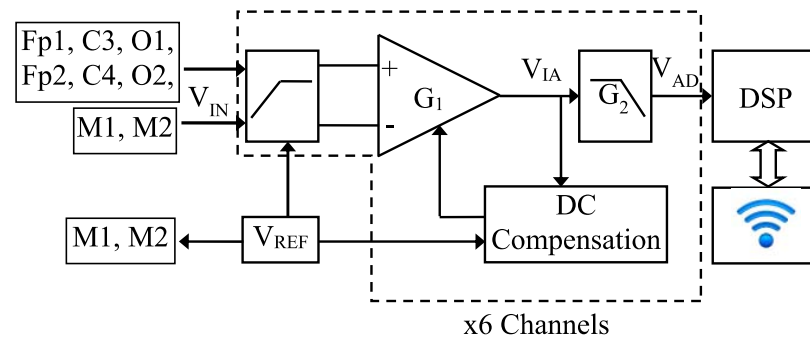 Fp1, C3, O1,
Fp2, C4, O2,
M1, M2
V_IN
+
-
G_1
V_IA
G_2
V_AD
DSP
M1, M2
V_REF
DC
Compensation
x6 Channels